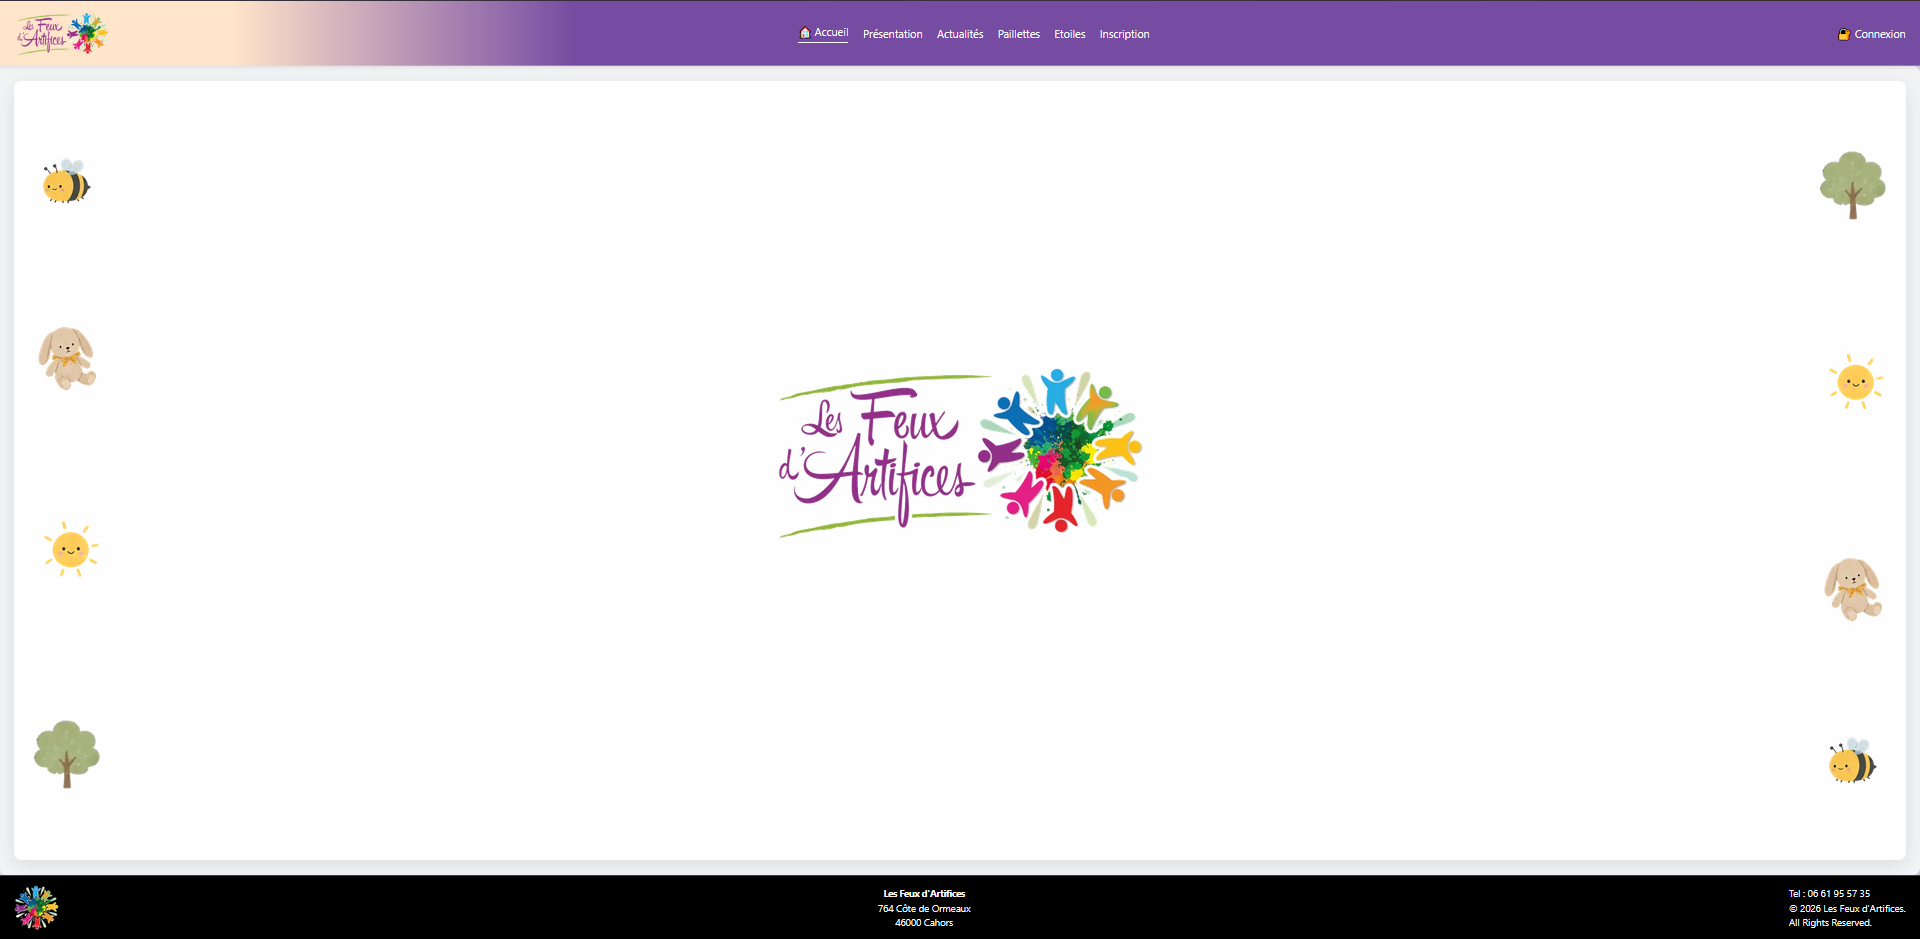 Les Feux
d'Artifices
Accueil
Présentation
Actualités
Paillettes
Etoiles
Inscription
Connexion
Les Feux
d'Artifices
Les Feux d'Artifices
764 Côte de Ormeaux
46000 Cahors
Tel : 06 61 95 57 35
© 2026 Les Feux d'Artifices.
All Rights Reserved.